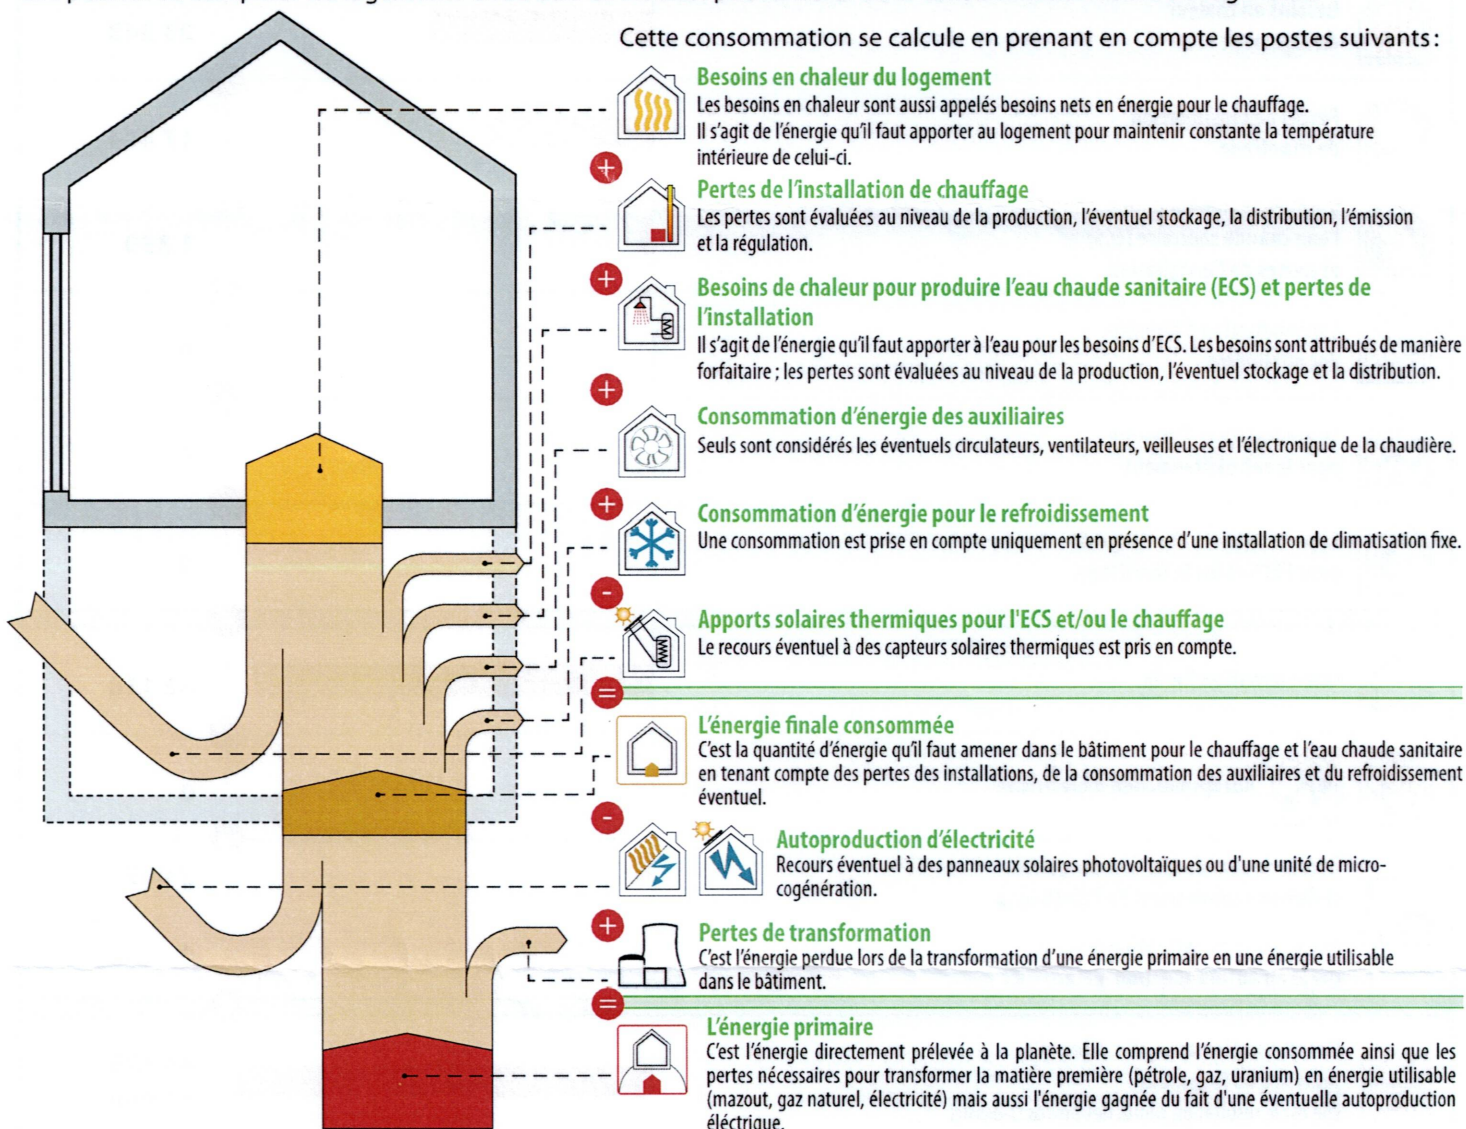 Cette consommation se calcule en prenant en compte les postes suivants :
Besoins en chaleur du logement
Les besoins en chaleur sont aussi appelés besoins nets en énergie pour le chauffage.
Il s'agit de l'énergie qu'il faut apporter au logement pour maintenir constante la température
intérieure de celui-ci.
+
Pertes de l'installation de chauffage
Les pertes sont évaluées au niveau de la production, l'éventuel stockage, la distribution, l'émission
et la régulation.
+
Besoins de chaleur pour produire l'eau chaude sanitaire (ECS) et pertes de
l'installation
Il s'agit de l'énergie qu'il faut apporter à l'eau pour les besoins d'ECS. Les besoins sont attribués de manière
forfaitaire ; les pertes sont évaluées au niveau de la production, l'éventuel stockage et la distribution.
+
Consommation d'énergie des auxiliaires
Seuls sont considérés les éventuels circulateurs, ventilateurs, veilleuses et l'électronique de la chaudière.
+
Consommation d'énergie pour le refroidissement
Une consommation est prise en compte uniquement en présence d'une installation de climatisation fixe.
-
Apports solaires thermiques pour l'ECS et/ou le chauffage
Le recours éventuel à des capteurs solaires thermiques est pris en compte.
=
L'énergie finale consommée
C'est la quantité d'énergie qu'il faut amener dans le bâtiment pour le chauffage et l'eau chaude sanitaire
en tenant compte des pertes des installations, de la consommation des auxiliaires et du refroidissement
éventuel.
-
Autoproduction d'électricité
Recours éventuel à des panneaux solaires photovoltaïques ou d'une unité de micro-
cogénération.
+
Pertes de transformation
C'est l'énergie perdue lors de la transformation d'une énergie primaire en une énergie utilisable
dans le bâtiment.
=
L'énergie primaire
C'est l'énergie directement prélevée à la planète. Elle comprend l'énergie consommée ainsi que les
pertes nécessaires pour transformer la matière première (pétrole, gaz, uranium) en énergie utilisable
(mazout, gaz naturel, électricité) mais aussi l'énergie gagnée du fait d'une éventuelle autoproduction
éléctrique.